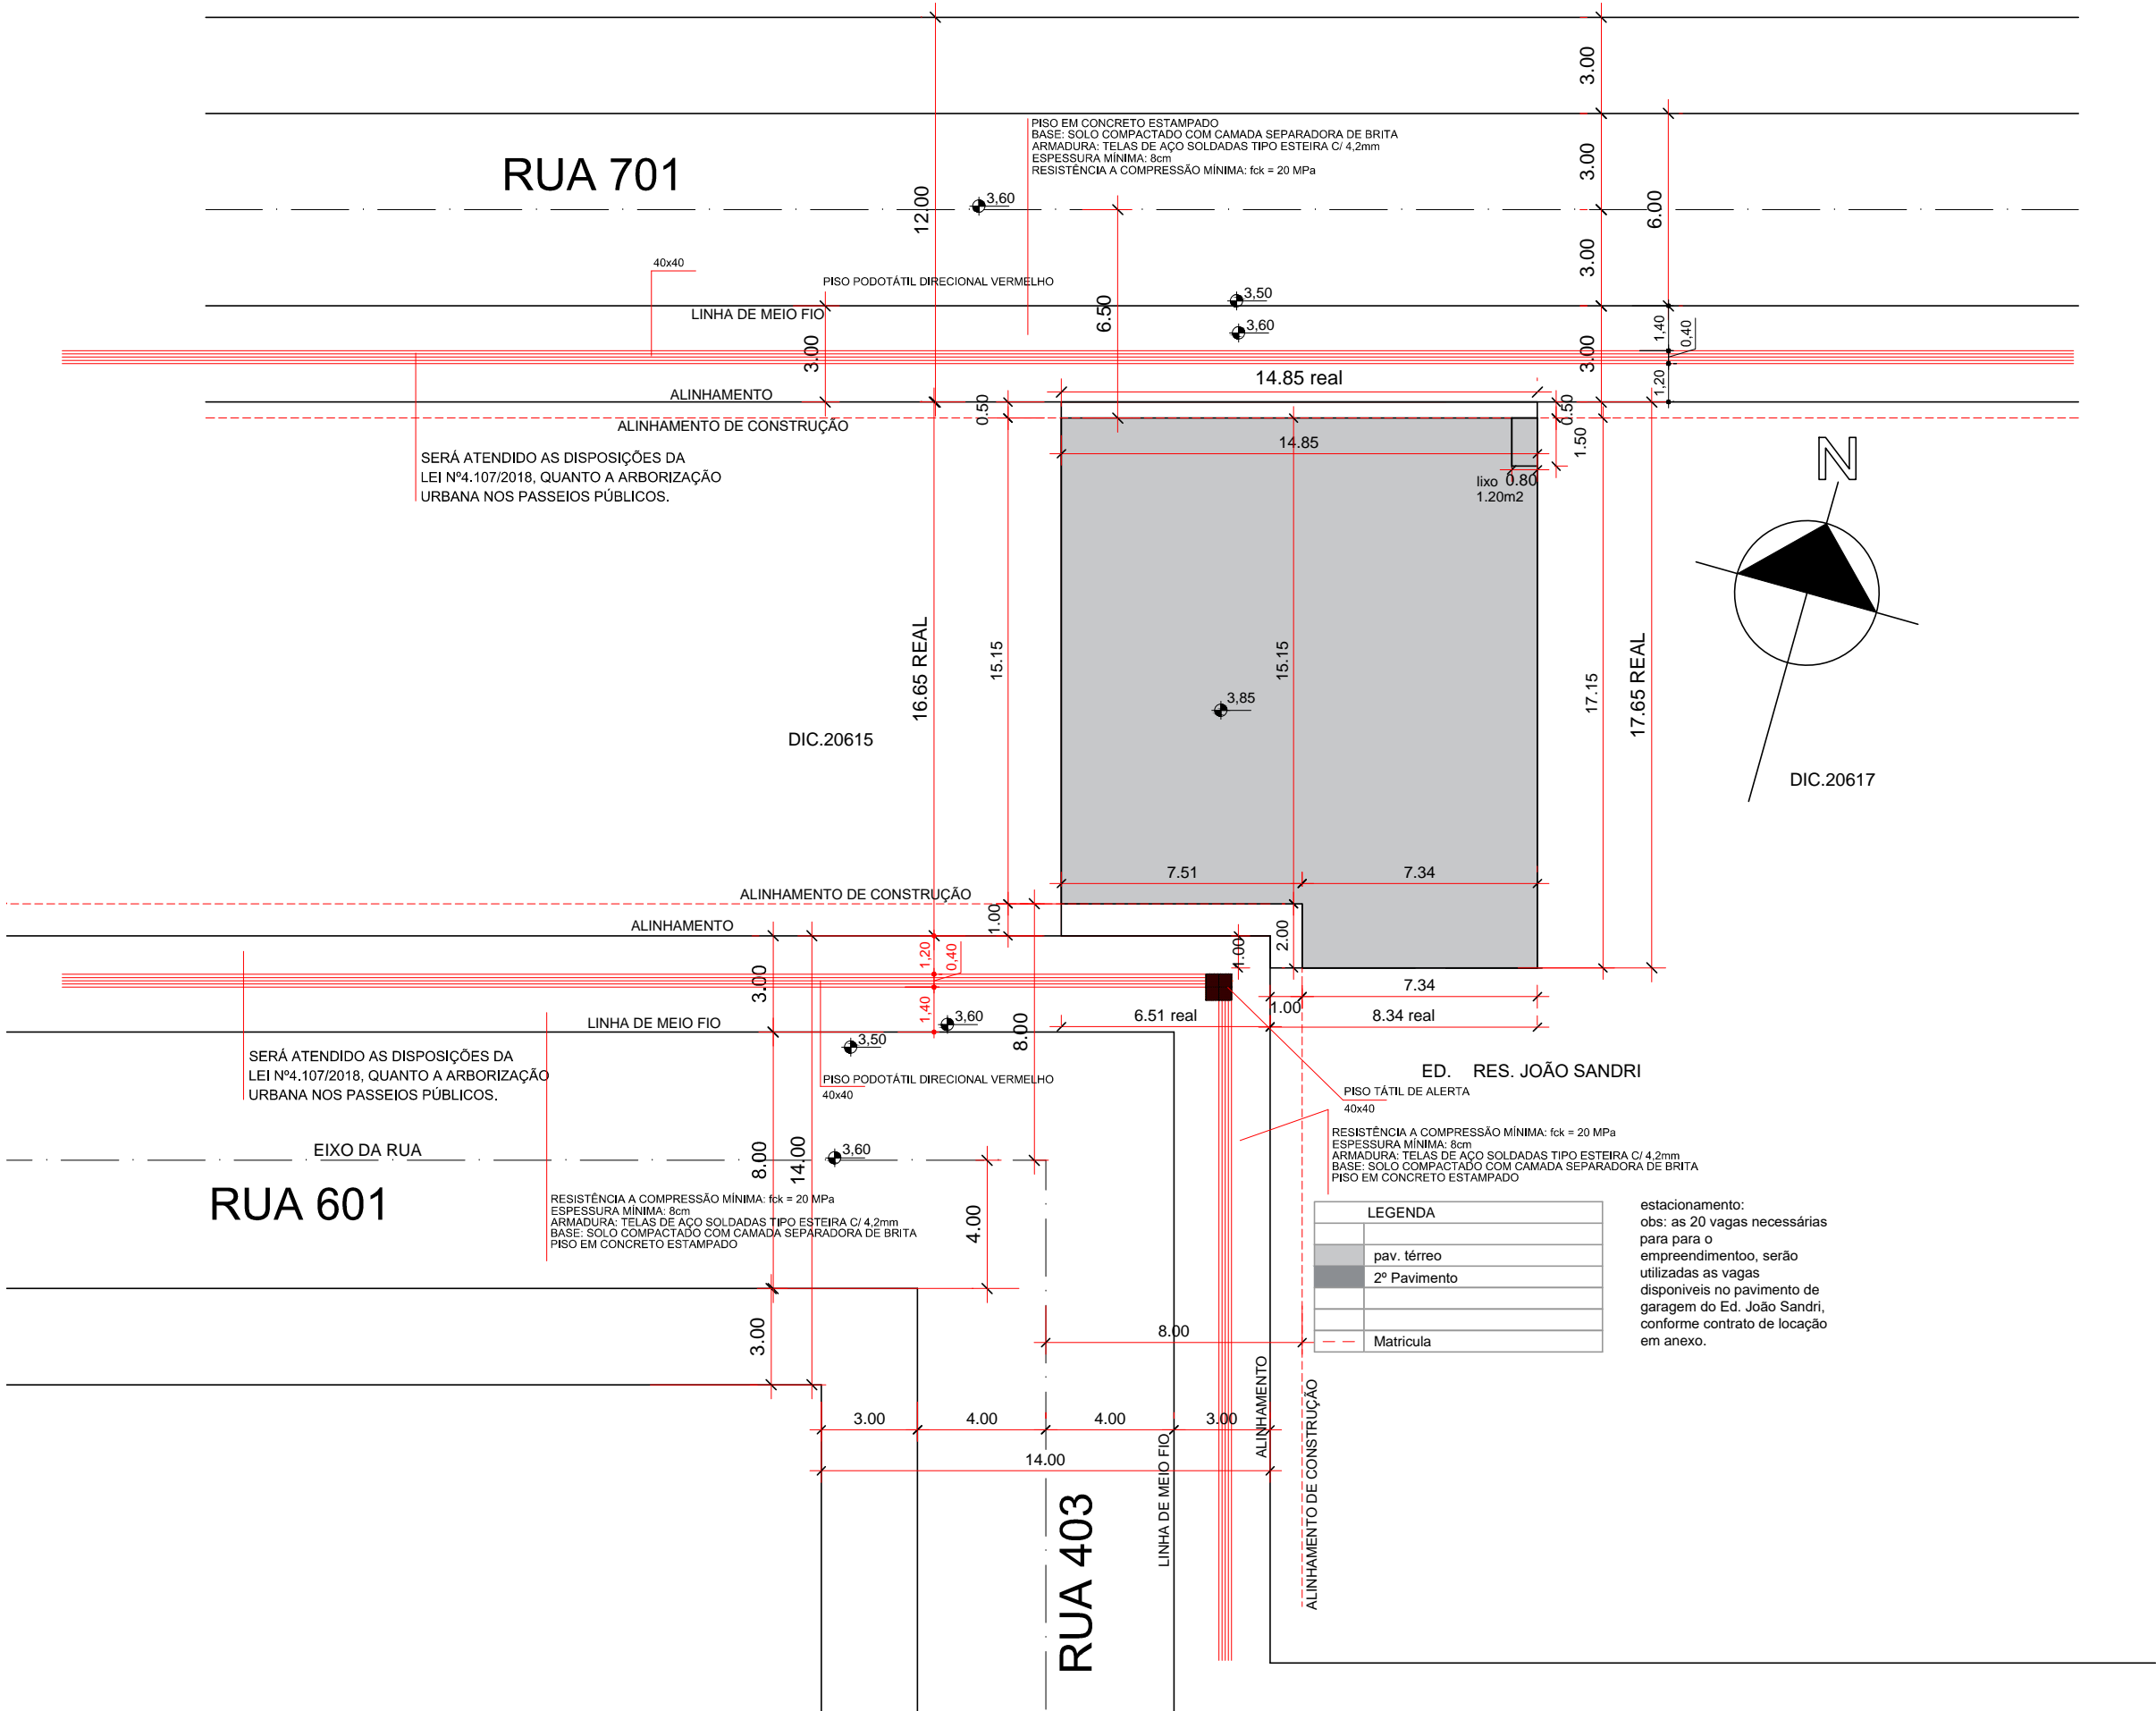 3.00
PISO EM CONCRETO ESTAMPADO
BASE: SOLO COMPACTADO COM CAMADA SEPARADORA DE BRITA
ARMADURA: TELAS DE AÇO SOLDADAS TIPO ESTEIRA C/ 4,2mm
ESPESSURA MÍNIMA: 8cm
RESISTÊNCIA A COMPRESSÃO MÍNIMA: fck = 20 MPa
RUA 701
3.00
12.00
3,60
6.00
3.00
40x40
PISO PODOTÁTIL DIRECIONAL VERMELHO
3,50
LINHA DE MEIO FIO
6.50
3,60
1,40
0,40
3.00
3.00
1,20
14.85 real
ALINHAMENTO
0.50
0.50
ALINHAMENTO DE CONSTRUÇÃO
14.85
1.50
N
SERÁ ATENDIDO AS DISPOSIÇÕES DA
LEI Nº4.107/2018, QUANTO A ARBORIZAÇÃO
URBANA NOS PASSEIOS PÚBLICOS.
lixo 0.80
1.20m2
16.65 REAL
15.15
15.15
17.15
17.65 REAL
3,85
DIC.20615
DIC.20617
7.51
7.34
ALINHAMENTO DE CONSTRUÇÃO
1.00
ALINHAMENTO
1,20
0,40
1.00
2.00
3.00
1,40
7.34
1.00
6.51 real
8.34 real
LINHA DE MEIO FIO
3,60
8.00
3,50
SERÁ ATENDIDO AS DISPOSIÇÕES DA
LEI Nº4.107/2018, QUANTO A ARBORIZAÇÃO
URBANA NOS PASSEIOS PÚBLICOS.
PISO PODOTÁTIL DIRECIONAL VERMELHO
40x40
ED. RES. JOÃO SANDRI
PISO TÁTIL DE ALERTA
40x40
RESISTÊNCIA A COMPRESSÃO MÍNIMA: fck = 20 MPa
ESPESSURA MÍNIMA: 8cm
ARMADURA: TELAS DE AÇO SOLDADAS TIPO ESTEIRA C/ 4,2mm
BASE: SOLO COMPACTADO COM CAMADA SEPARADORA DE BRITA
PISO EM CONCRETO ESTAMPADO
EIXO DA RUA
8.00
14.00
3,60
RUA 601
RESISTÊNCIA A COMPRESSÃO MÍNIMA: fck = 20 MPa
ESPESSURA MÍNIMA: 8cm
ARMADURA: TELAS DE AÇO SOLDADAS TIPO ESTEIRA C/ 4,2mm
BASE: SOLO COMPACTADO COM CAMADA SEPARADORA DE BRITA
PISO EM CONCRETO ESTAMPADO
4.00
LEGENDA
pav. térreo
2º Pavimento
Matricula
estacionamento:
obs: as 20 vagas necessárias
para para o
empreendimentoo, serão
utilizadas as vagas
disponiveis no pavimento de
garagem do Ed. João Sandri,
conforme contrato de locação
em anexo.
3.00
8.00
3.00
4.00
4.00
3.00
14.00
LINHA DE MEIO FIO
ALINHAMENTO
ALINHAMENTO DE CONSTRUÇÃO
RUA 403